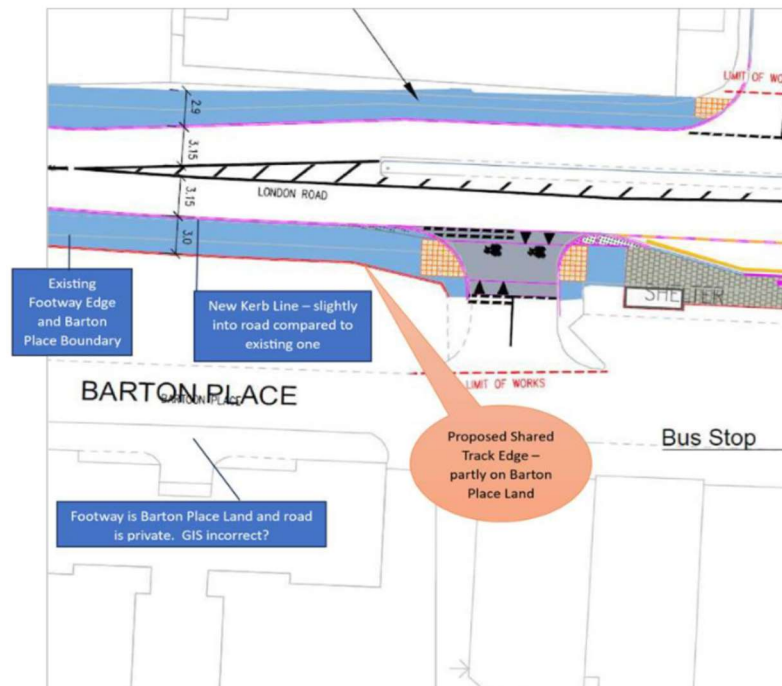 LIMIT OF WORKS
2.9
3.15
3.15
LONDON ROAD
3.0
Existing
Footway Edge
and Barton
Place Boundary
New Kerb Line – slightly
into road compared to
existing one
SHELTER
LIMIT OF WORKS
BARTON PLACE
BARTOON PLACE
Bus Stop
Proposed Shared
Track Edge –
partly on Barton
Place Land
Footway is Barton Place Land and road
is private.  GIS incorrect?